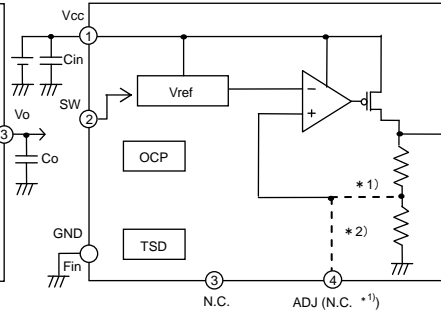 Vcc
1
Cin
SW
2
Vref
−
+
Vo
3
Co
OCP
*1)
*2)
GND
Fin
TSD
3
4
N.C.
ADJ (N.C. *1)